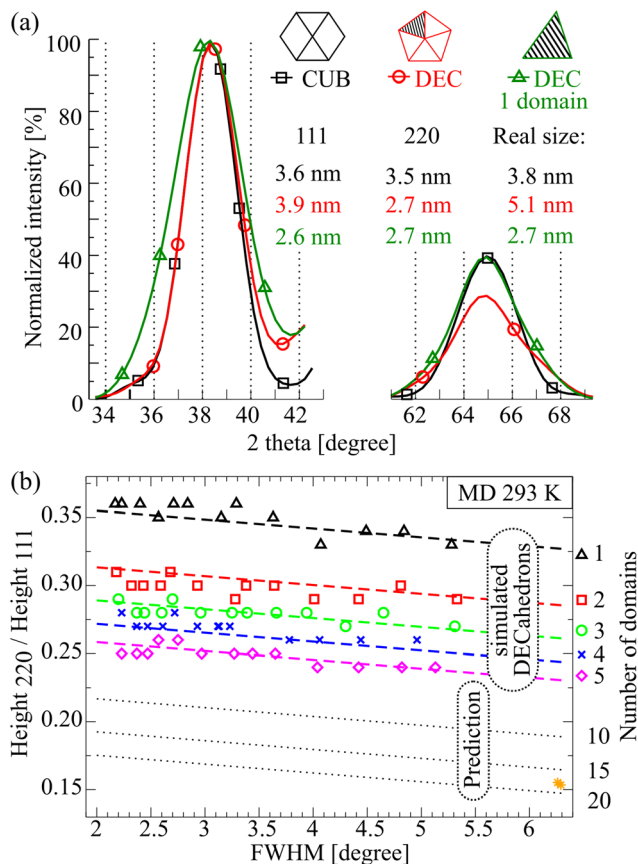 (a)
100
80
60
40
20
0
Normalized intensity [%]
CUB
DEC
DEC
1 domain
111
220
Real size:
3.6 nm
3.5 nm
3.8 nm
3.9 nm
2.7 nm
5.1 nm
2.6 nm
2.7 nm
2.7 nm
34
36
38
40
42
62
64
66
68
2 theta [degree]
(b)
MD 293 K
0.35
0.30
0.25
0.20
0.15
Height 220 / Height 111
simulated
DECahedrons
Prediction
1
2
3
4
5
10
15
20
Number of domains
2
2.5
3
3.5
4
4.5
5
5.5
6
FWHM [degree]